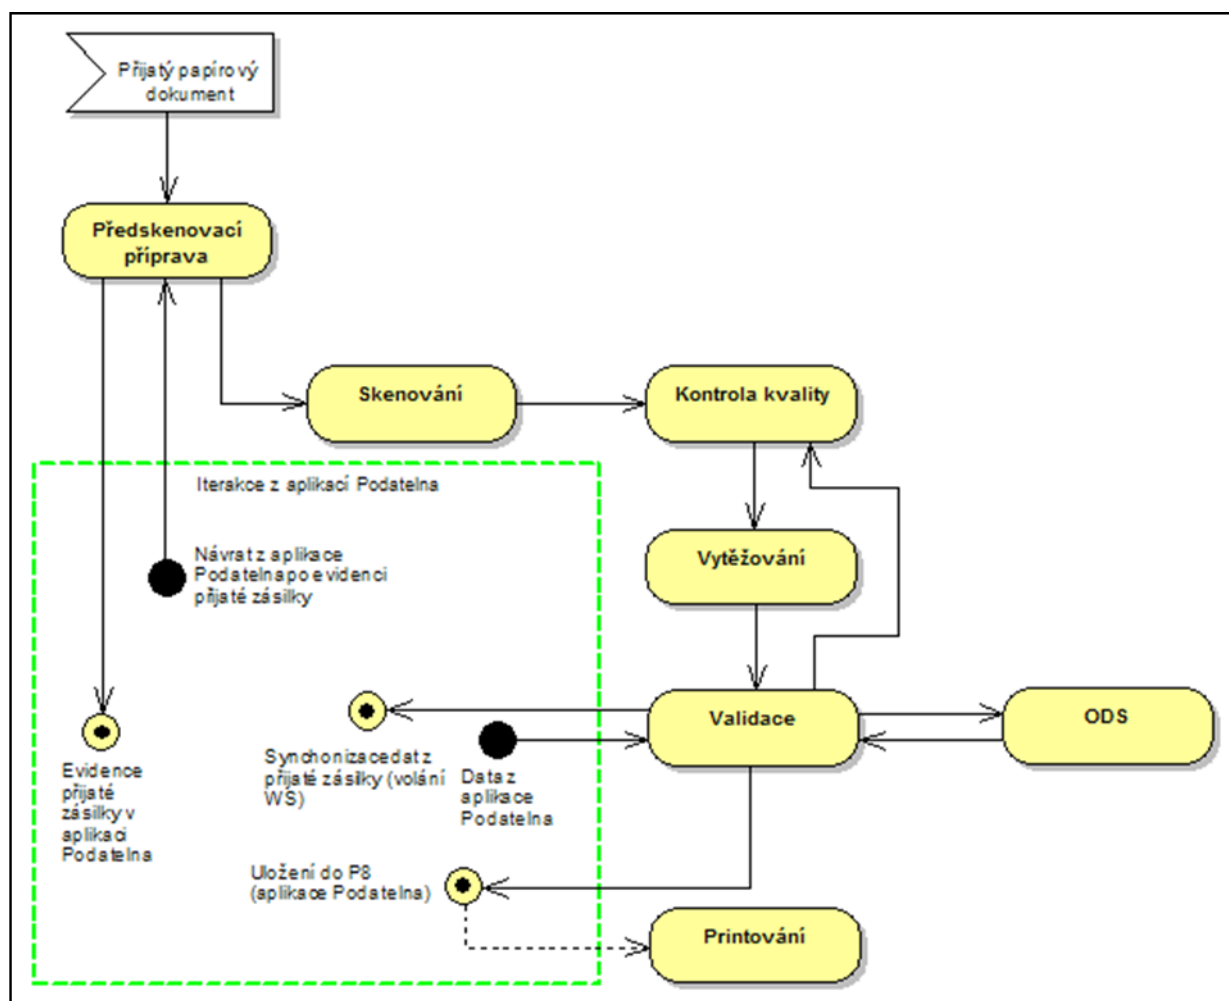 Přijatý papírový
dokument
Předskenovací
příprava
Skenování
Kontrola kvality
Iterakce z aplikací Podatelna
Návrat z aplikace
Podatelna po evidenci
přijaté zásilky
Vytěžování
Validace
ODS
Synchonizace dat z
přijaté zásilky (volání
WS)
Data z
aplikace
Podatelna
Evidence
přijaté
zásilky v
aplikaci
Podatelna
Uložení do P8
(aplikace Podatelna)
Printování